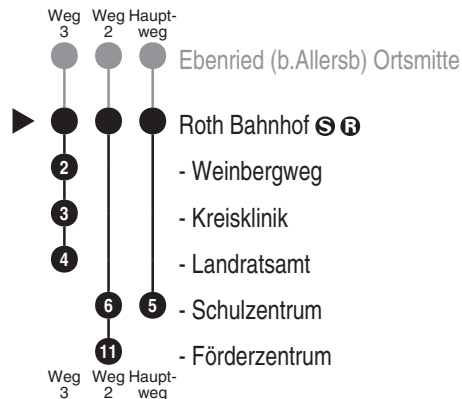 Weg Weg Haupt-
3 2 weg
Ebenried (b.Allersb) Ortsmitte
Roth Bahnhof S R
2 - Weinbergweg
3 - Kreisklinik
4 - Landratsamt
6 5 - Schulzentrum
11 - Förderzentrum
Weg Weg Haupt-
3 2 weg